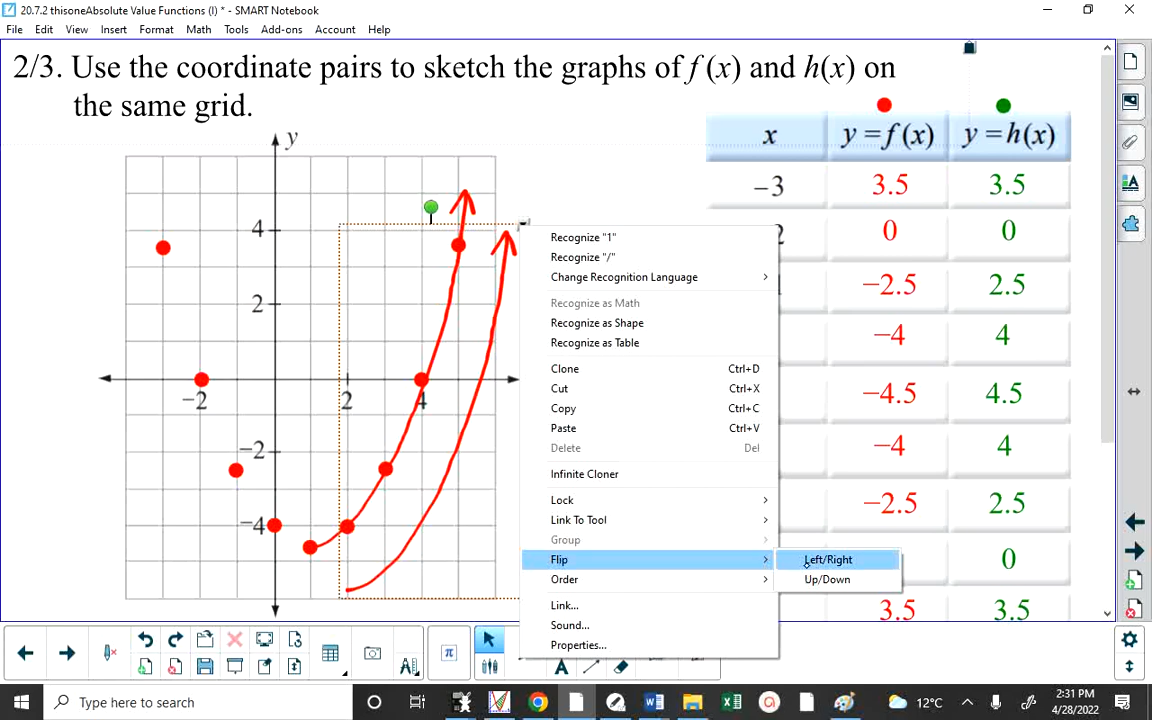 20.7.2 thisoneAbsolute Value Functions (I) * - SMART Notebook
File Edit View Insert Format Math Tools Add-ons Account Help
2/3. Use the coordinate pairs to sketch the graphs of f (x) and h(x) on
the same grid.
x y =f(x) y =h(x)
−3 3.5 3.5
2 0 0
−2.5 2.5
−4 4
−4.5 4.5
−4 4
−2.5 2.5
0
3.5 3.5
y
4
2
−2 2 4
−2
−4
Recognize "1"
Recognize "/"
Change Recognition Language
Recognize as Math
Recognize as Shape
Recognize as Table
Clone Ctrl+D
Cut Ctrl+X
Copy Ctrl+C
Paste Ctrl+V
Delete Del
Infinite Cloner
Lock
Link To Tool
Group
Flip
Order
Link...
Sound...
Properties...
Left/Right
Up/Down
π
A
Type here to search
12°C
2:31 PM
4/28/2022